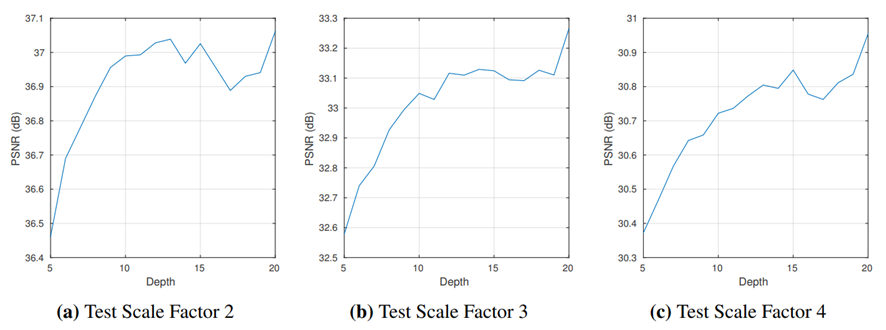 37.1
37
36.9
36.8
36.7
36.6
36.5
36.4
PSNR (dB)
5 10 15 20
Depth
(a) Test Scale Factor 2
33.3
33.2
33.1
33
32.9
32.8
32.7
32.6
32.5
PSNR (dB)
5 10 15 20
Depth
(b) Test Scale Factor 3
31
30.9
30.8
30.7
30.6
30.5
30.4
30.3
PSNR (dB)
5 10 15 20
Depth
(c) Test Scale Factor 4